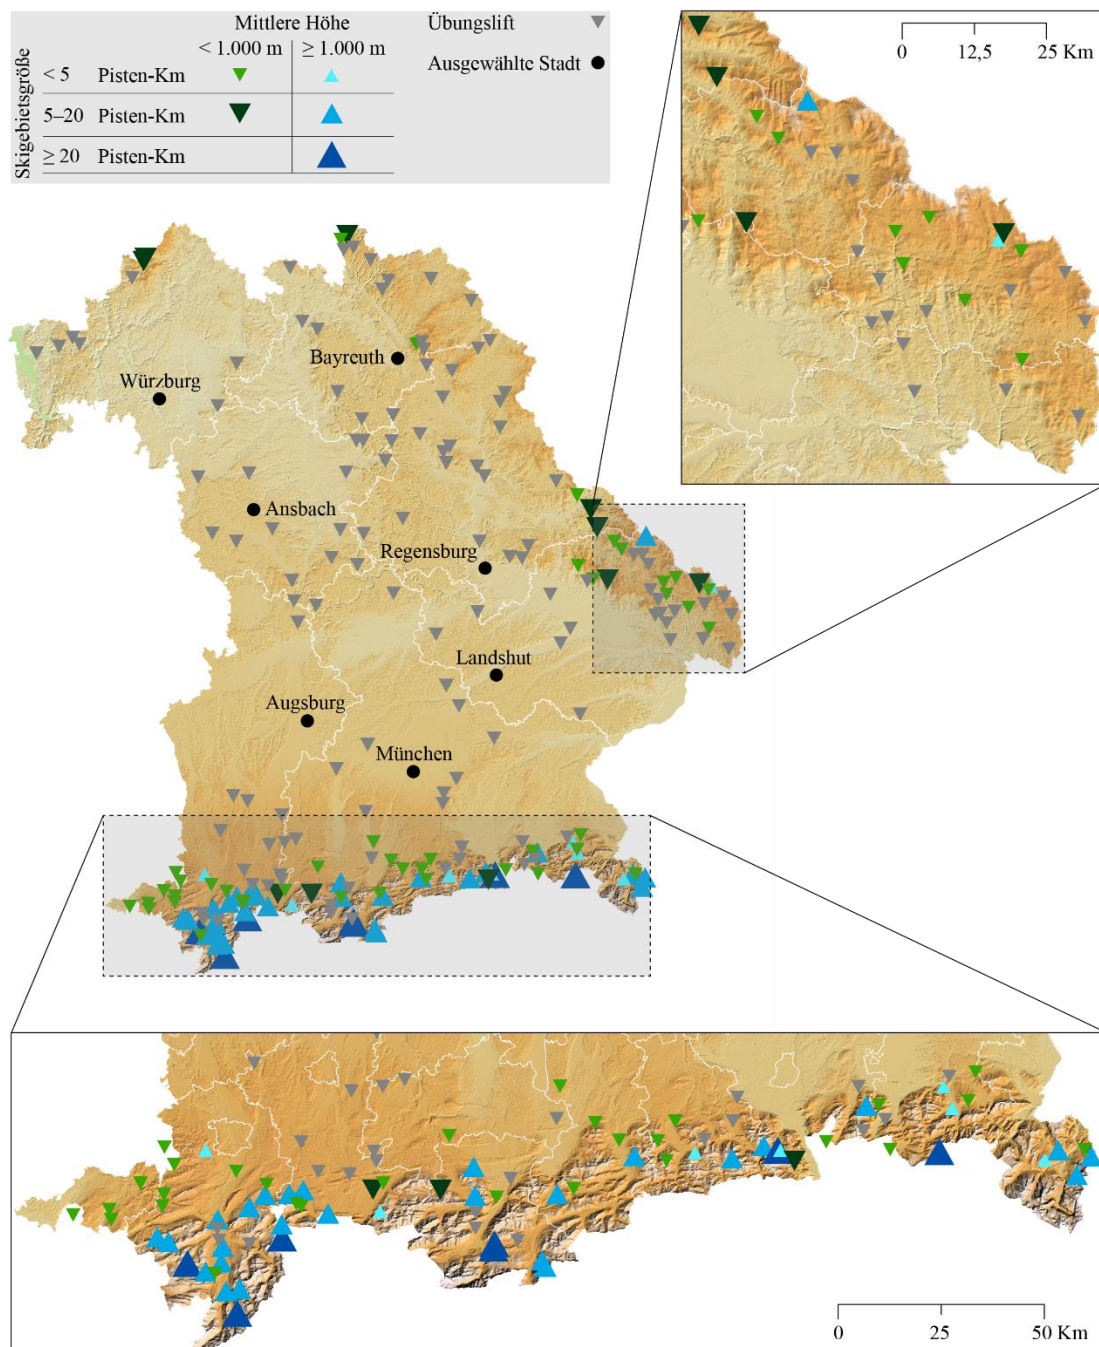 Mittlere Höhe
< 1.000 m
≥ 1.000 m
Skigebietsgröße
< 5 Pisten-Km
5–20 Pisten-Km
≥ 20 Pisten-Km
Übungslift
Ausgewählte Stadt
0 12,5 25 Km
Bayreuth
Würzburg
Ansbach
Regensburg
Landshut
Augsburg
München
0 25 50 Km